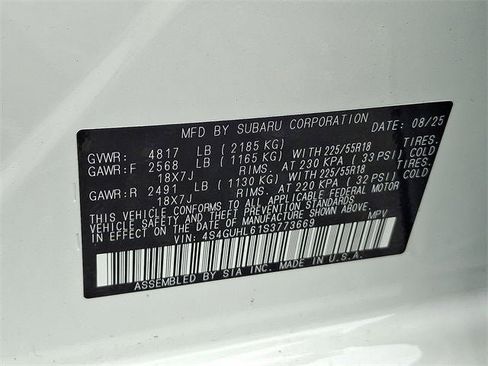 MFD BY SUBARU CORPORATION DATE: 08/25
GVWR: 4817 LB (2185 KG)
GAWR:F 2568 LB (1165 KG) WITH 225/55R18 TIRES.
18X7J RIMS. AT 230 KPA (33 PSI) COLD
GAWR:R 2491 LB (1130 KG) WITH 225/55R18 TIRES.
18X7J RIMS. AT 220 KPA (32 PSI) COLD
THIS VEHICLE CONFORMS TO ALL APPLICABLE FEDERAL MOTOR
VEHICLE SAFETY AND THEFT PREVENTION STANDARDS
IN EFFECT ON THE DATE OF MANUFACTURE SHOWN ABOVE.
VIN: 4S4GUHL61S3773669 MPV
ASSEMBLED BY SIA INC. MADE IN U.S.A.